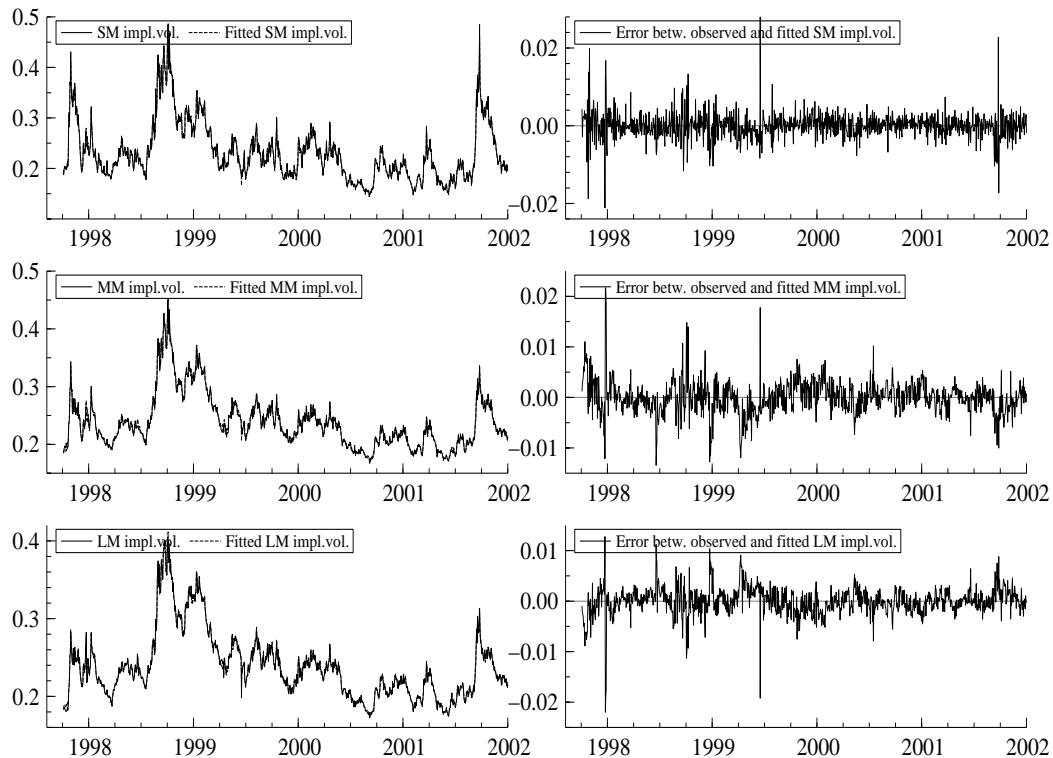 0.5
SM impl.vol. Fitted SM impl.vol.
0.4
0.3
0.2
1998 1999 2000 2001 2002
Error betw. observed and fitted SM impl.vol.
0.02
0.00
−0.02
1998 1999 2000 2001 2002
0.5
MM impl.vol. Fitted MM impl.vol.
0.4
0.3
0.2
1998 1999 2000 2001 2002
0.02
Error betw. observed and fitted MM impl.vol.
0.01
0.00
−0.01
1998 1999 2000 2001 2002
0.4
LM impl.vol. Fitted LM impl.vol.
0.3
0.2
1998 1999 2000 2001 2002
Error betw. observed and fitted LM impl.vol.
0.01
0.00
−0.01
−0.02
1998 1999 2000 2001 2002